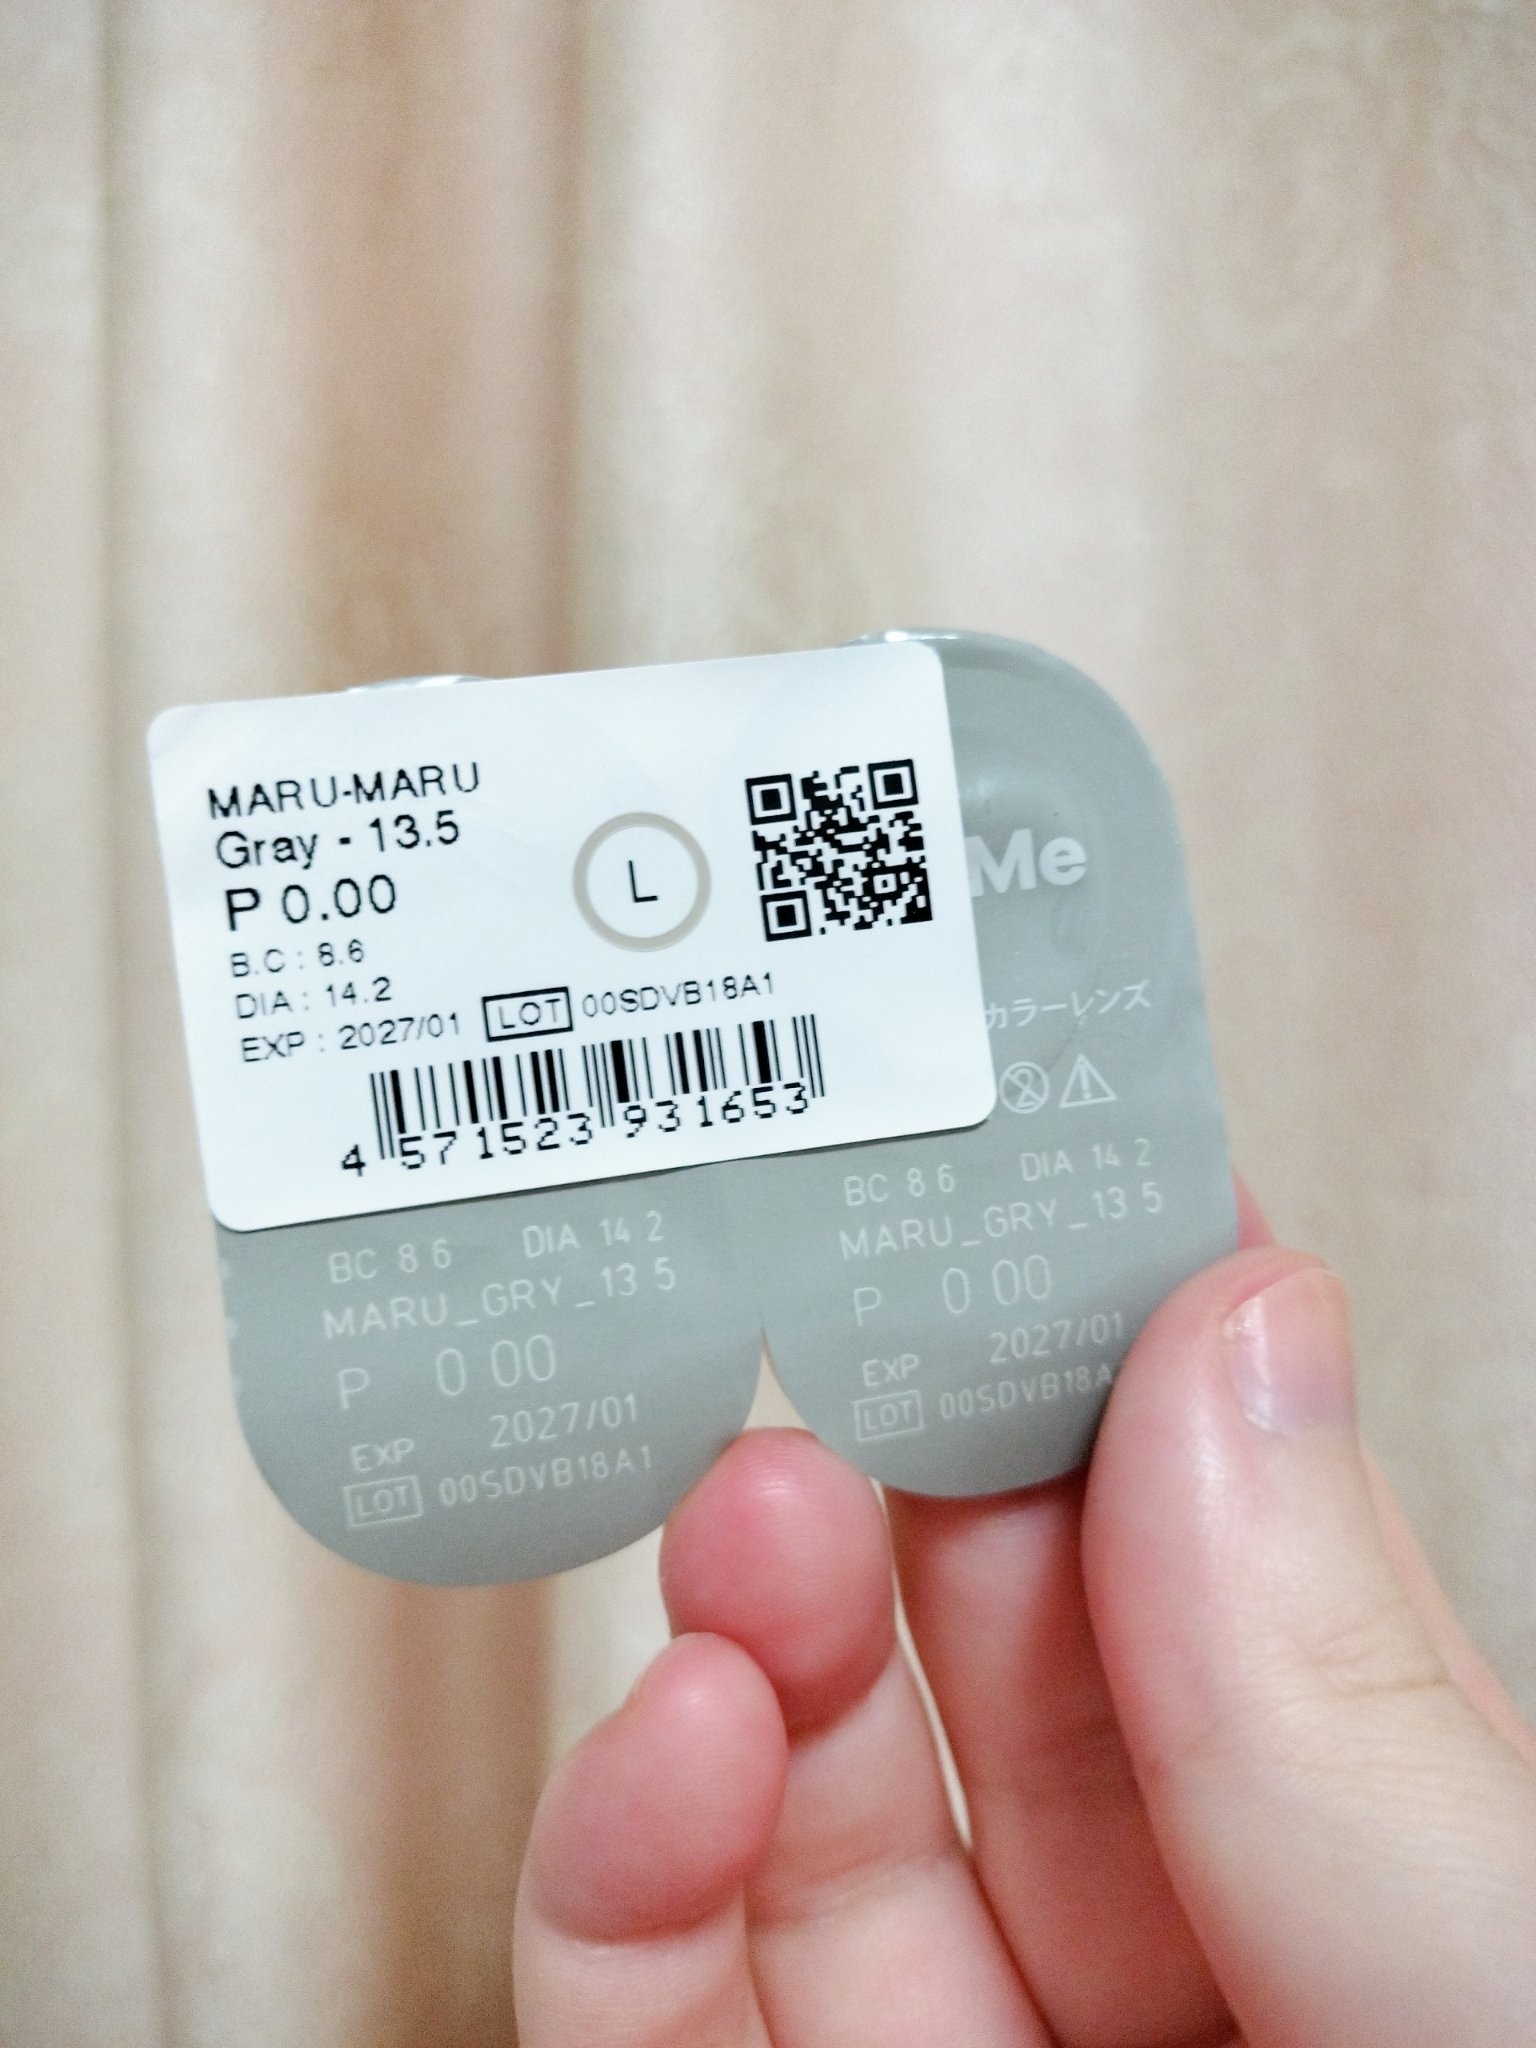 MARU-MARU
Gray - 13.5
P 0.00
B.C : 8.6
DIA : 14.2
EXP : 2027/01 LOT 00SDVB18A1
L
4 571523 931653
Me
カラーレンズ
BC 8 6 DIA 14 2
MARU_GRY_13 5
P 0 00
EXP 2027/01
LOT 00SDVB18A1
BC 8 6 DIA 14 2
MARU_GRY_13 5
P 0 00
EXP 2027/01
LOT 00SDVB18A